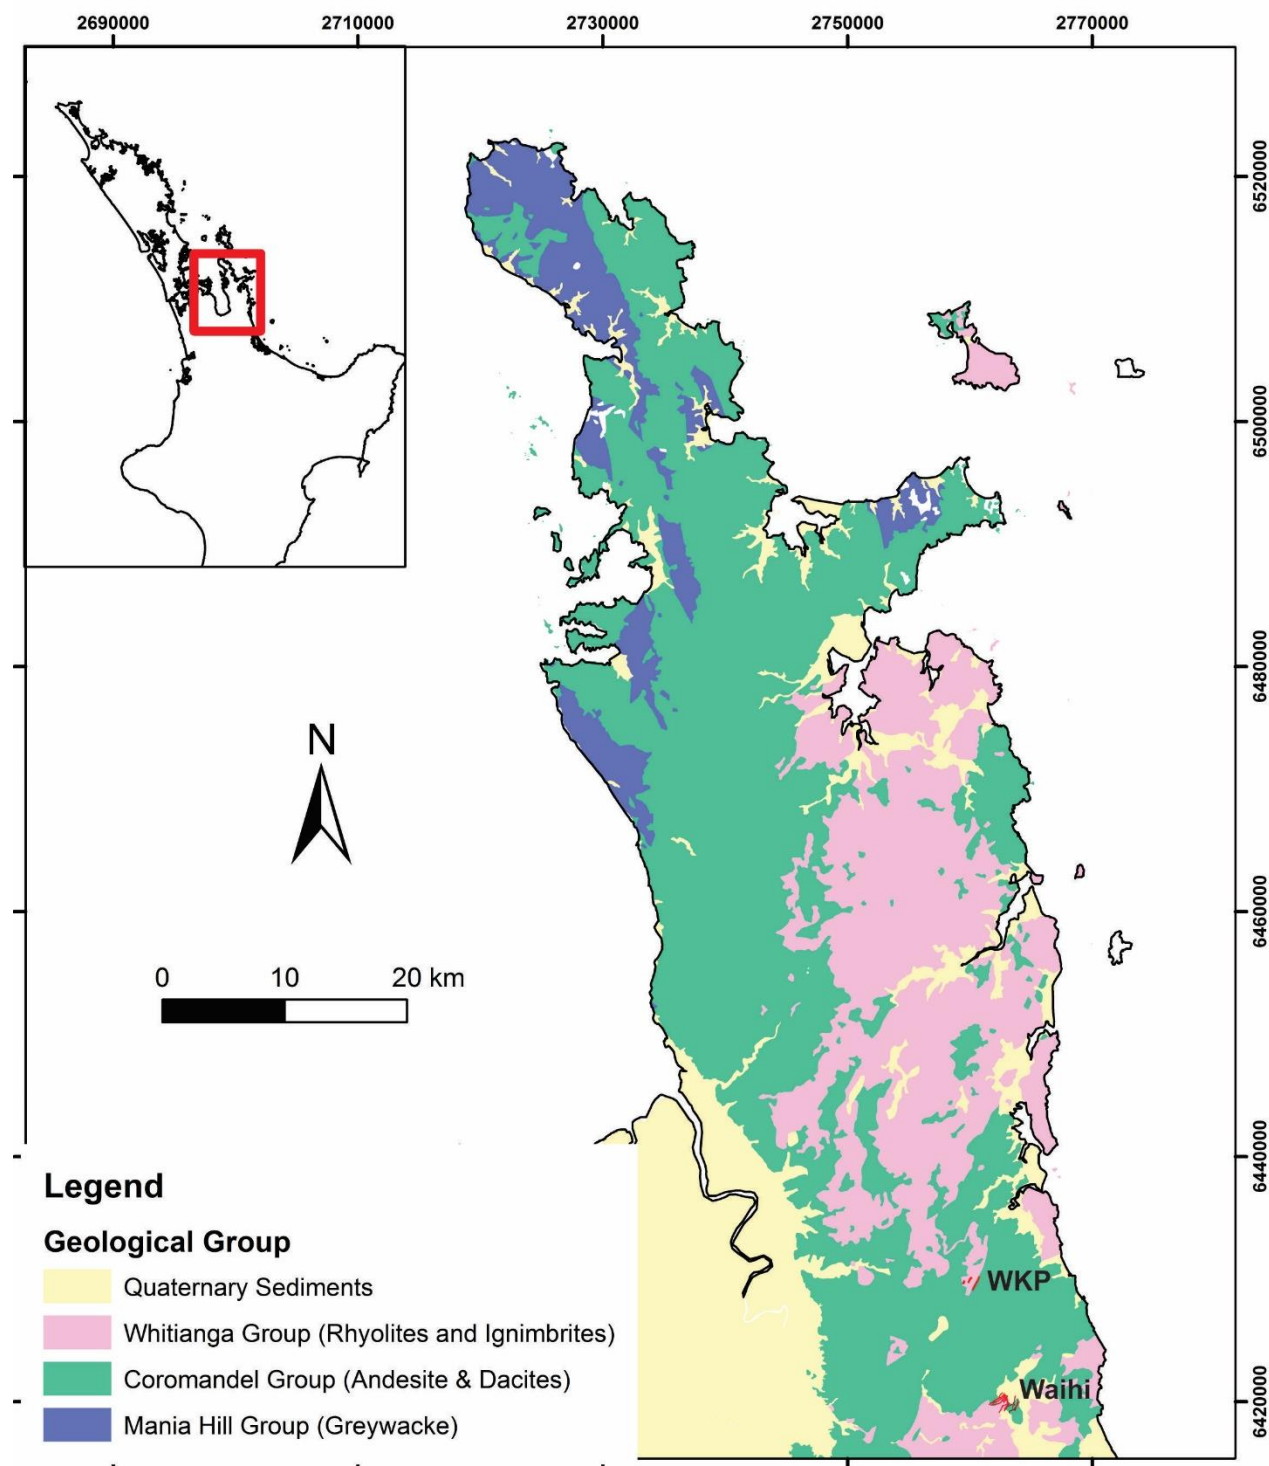 2690000 2710000 2730000 2750000 2770000
6520000
6500000
6480000
N
6460000
0 10 20 km
6440000
Legend
Geological Group
Quaternary Sediments
WKP
Whitianga Group (Rhyolites and Ignimbrites)
Coromandel Group (Andesite & Dacites)
Waihi
6420000
Mania Hill Group (Greywacke)